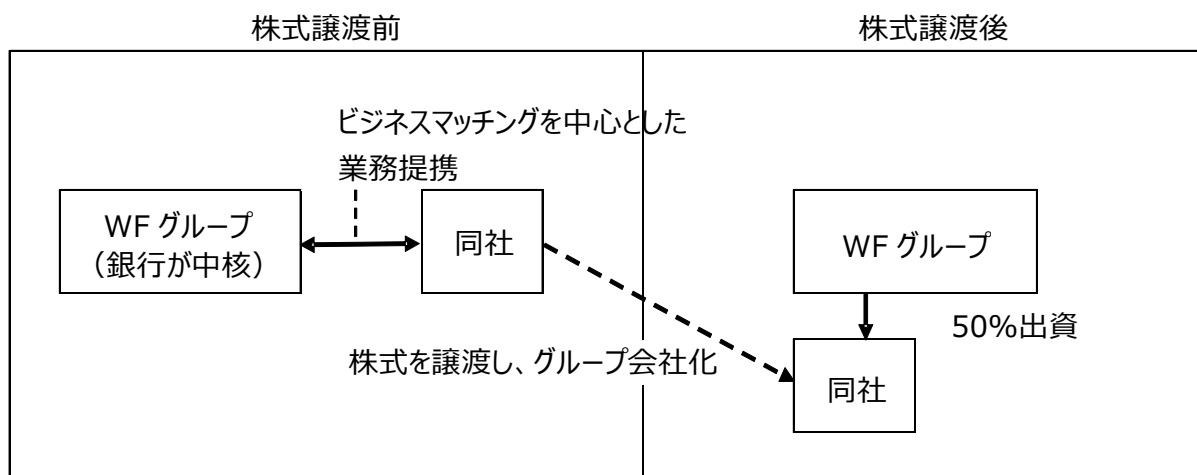 株式譲渡前
株式譲渡後
ビジネスマッチングを中心とした
業務提携
WF グループ
（銀行が中核）
同社
WF グループ
50%出資
株式を譲渡し、グループ会社化
同社